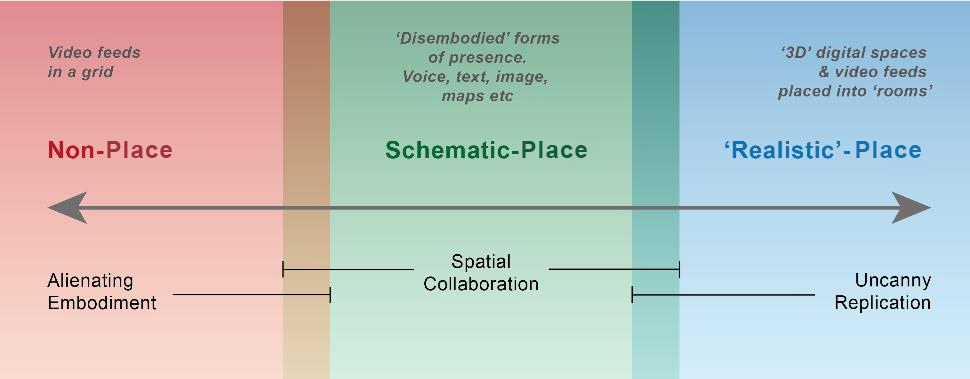 Video feeds
in a grid
‘Disembodied’ forms
of presence.
Voice, text, image,
maps etc
‘3D’ digital spaces
& video feeds
placed into ‘rooms’
Non-Place
Schematic-Place
‘Realistic’-Place
Alienating
Embodiment
Spatial
Collaboration
Uncanny
Replication